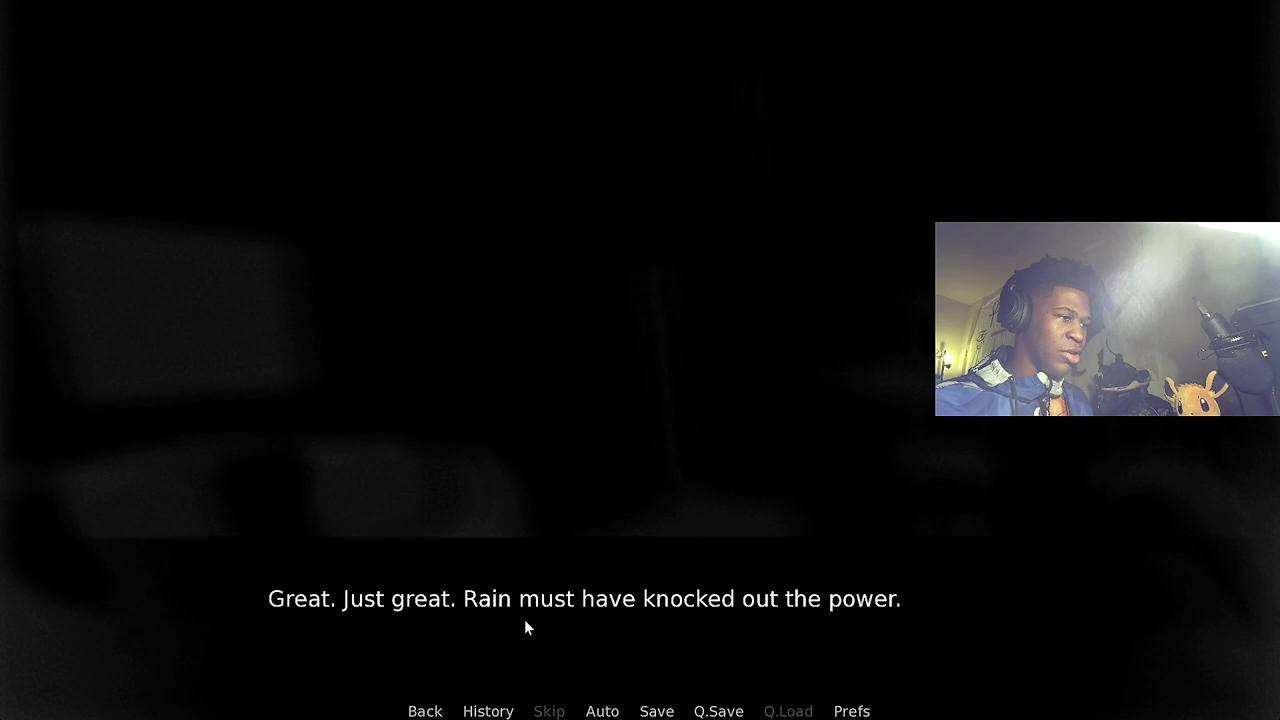 Great. Just great. Rain must have knocked out the power.
Back History Skip Auto Save Q.Save Q.Load Prefs